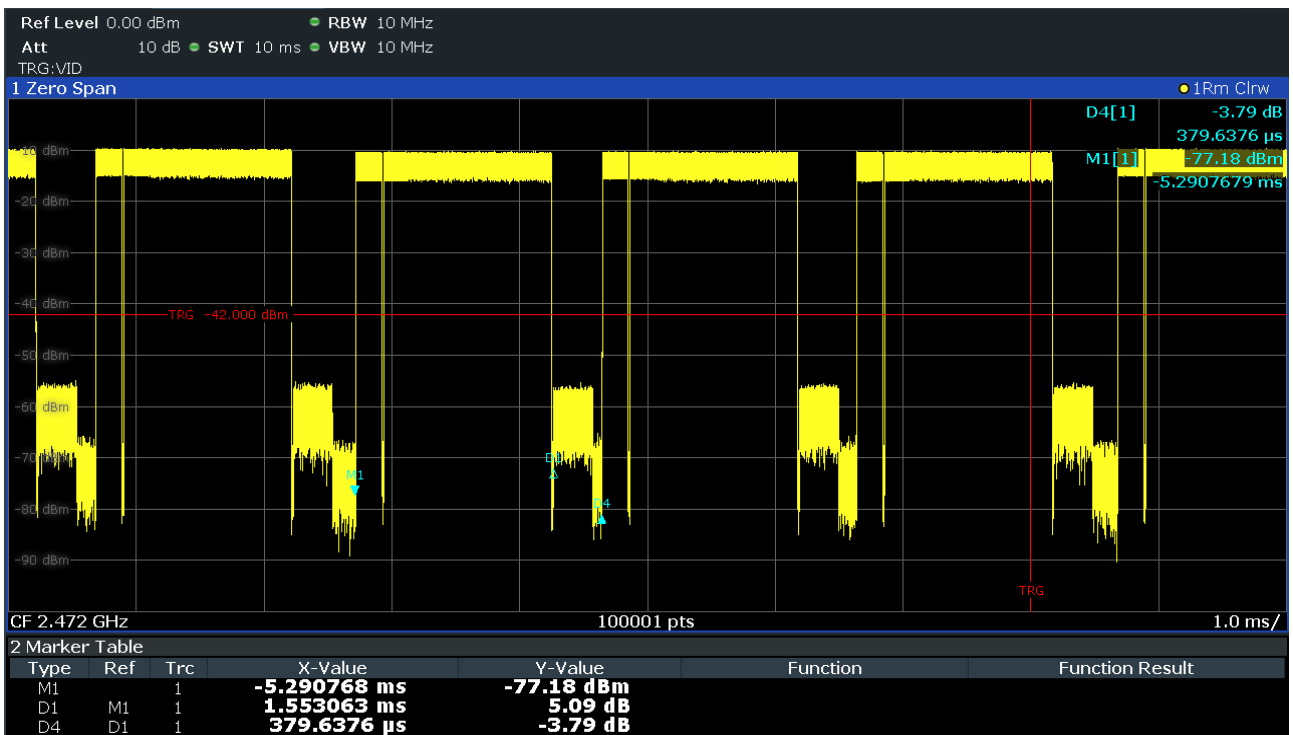 Ref Level 0.00 dBm RBW 10 MHz
Att 10 dB SWT 10 ms VBW 10 MHz
TRG:VID
1 Zero Span 1Rm Clrw
D4[1] -3.79 dB
379.6376 µs
-10 dBm
M1[1] -77.18 dBm
-5.2907679 ms
-20 dBm
-30 dBm
-40 dBm
TRG -42.000 dBm
-50 dBm
-60 dBm
-70 dBm
D1
M1
D4
-80 dBm
-90 dBm
TRG
CF 2.472 GHz 100001 pts 1.0 ms/
2 Marker Table
Type Ref Trc X-Value Y-Value Function Function Result
M1 1 -5.290768 ms -77.18 dBm
D1 M1 1 1.553063 ms 5.09 dB
D4 D1 1 379.6376 µs -3.79 dB